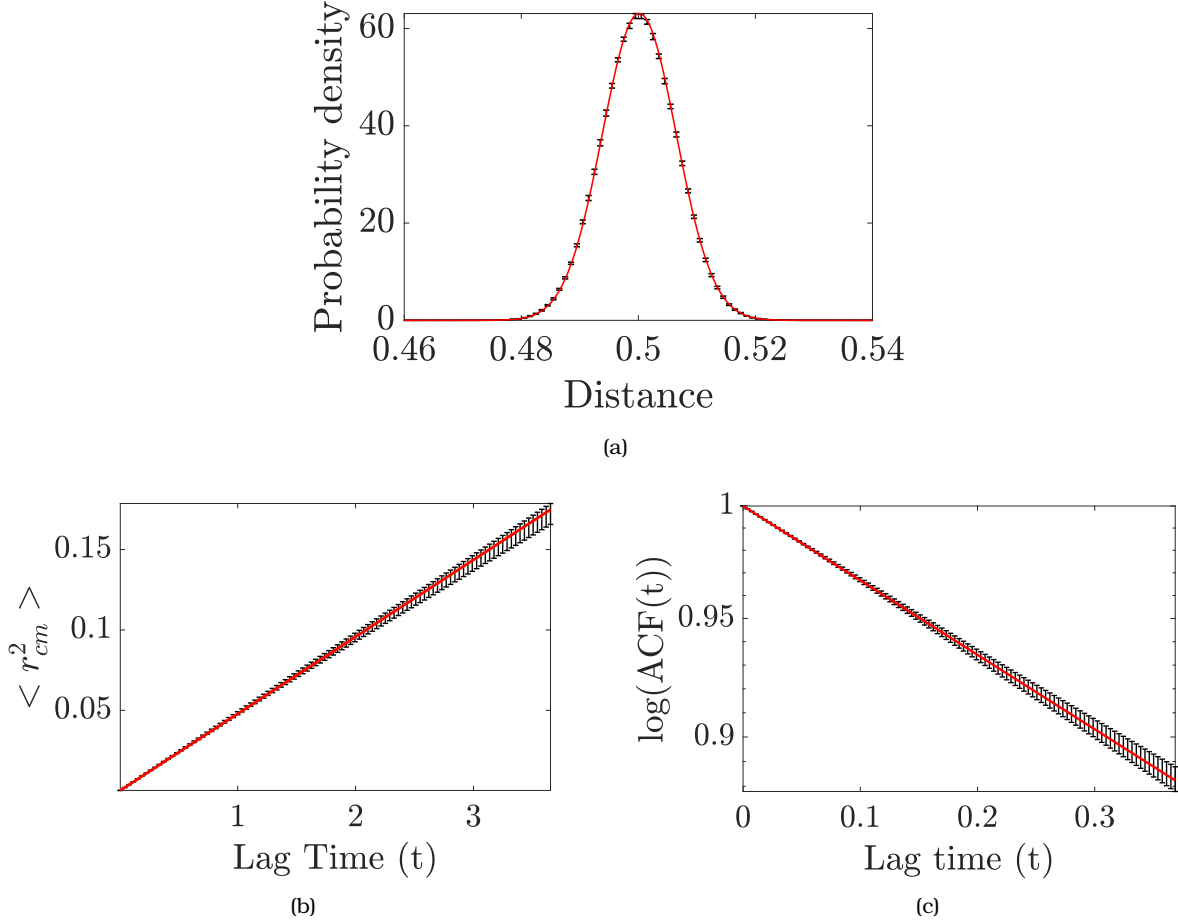 Probability density
60
40
20
0
0.46 0.48 0.5 0.52 0.54
Distance
(a)
< r²cm >
0.15
0.1
0.05
1 2 3
Lag Time (t)
(b)
log(ACF(t))
1
0.95
0.9
0 0.1 0.2 0.3
Lag time (t)
(c)